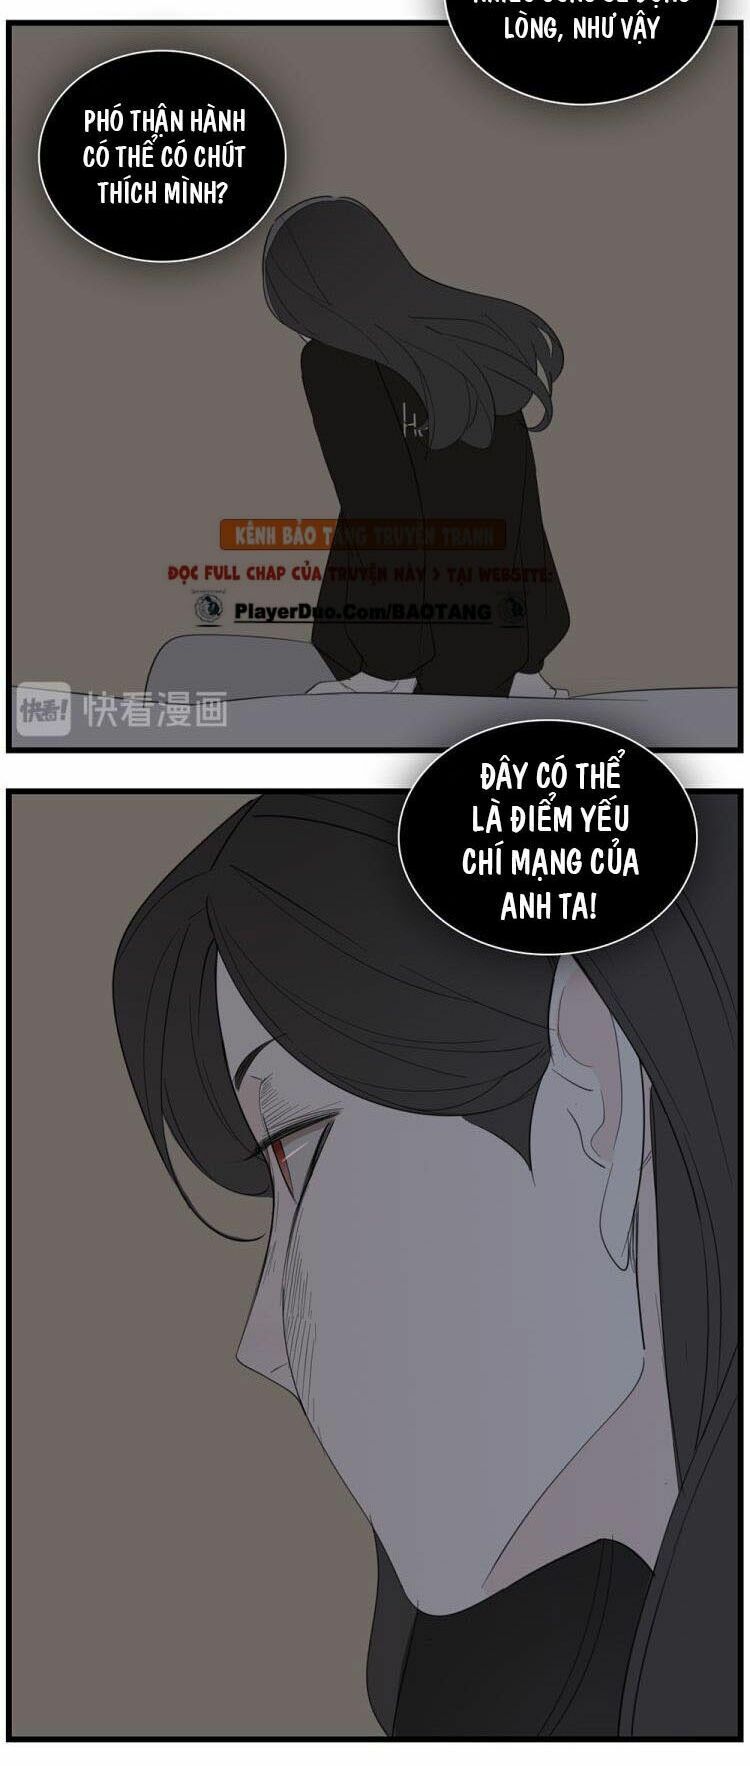 LÒNG, NHƯ VẬY
PHÓ THẬN HÀNH
CÓ THỂ CÓ CHÚT
THÍCH MÌNH?
KÊNH BẢO TÀNG TRUYỆN TRANH
ĐỌC FULL CHAP CỦA TRUYỆN NÀY > TẠI WEBSITE:
PLAYERDUO.COM/BAOTANG
快看! 快看漫画
ĐÂY CÓ THỂ
LÀ ĐIỂM YẾU
CHÍ MẠNG CỦA
ANH TA!